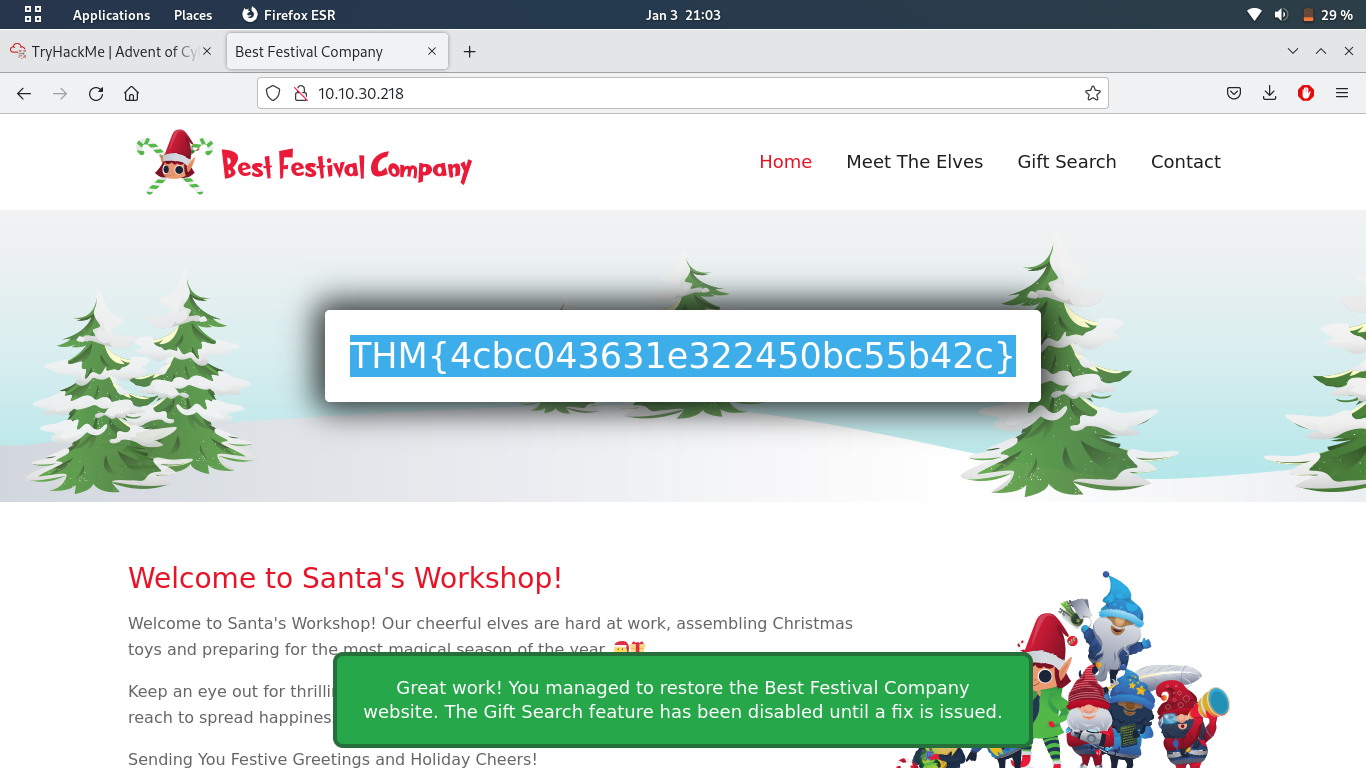 Applications Places Firefox ESR Jan 3 21:03 29 %
TryHackMe | Advent of Cy Best Festival Company
10.10.30.218
Best Festival Company Home Meet The Elves Gift Search Contact
THM{4cbc043631e322450bc55b42c}
Welcome to Santa's Workshop!
Welcome to Santa's Workshop! Our cheerful elves are hard at work, assembling Christmas
toys and preparing for the most magical season of the year 🎅🎁
Keep an eye out for
reach to spread happiness
Great work! You managed to restore the Best Festival Company
website. The Gift Search feature has been disabled until a fix is issued.
Sending You Festive Greetings and Holiday Cheers!